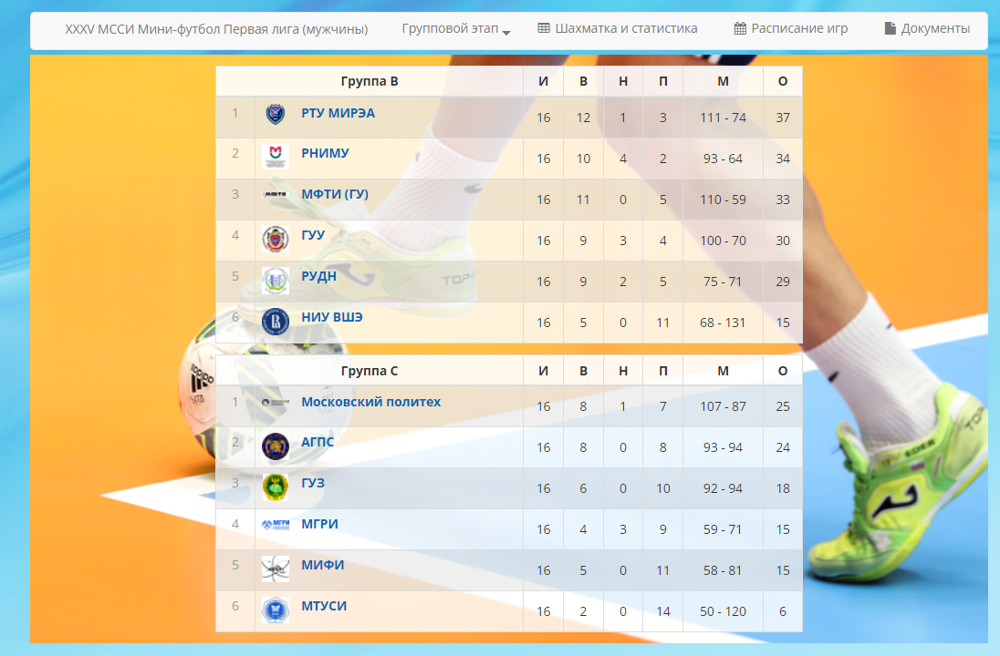 XXXV МССИ Мини-футбол Первая лига (мужчины) Групповой этап Шахматка и статистика Расписание игр Документы
Группа B И В Н П М О
1 РТУ МИРЭА 16 12 1 3 111 - 74 37
2 РНИМУ 16 10 4 2 93 - 64 34
3 МФТИ МФТИ (ГУ) 16 11 0 5 110 - 59 33
4 ГУУ 16 9 3 4 100 - 70 30
5 РУДН 16 9 2 5 75 - 71 29
6 НИУ ВШЭ 16 5 0 11 68 - 131 15
Группа C И В Н П М О
1 Московский политех 16 8 1 7 107 - 87 25
2 АГПС 16 8 0 8 93 - 94 24
3 ГУЗ 16 6 0 10 92 - 94 18
4 МГРИ МГРИ 16 4 3 9 59 - 71 15
5 МИФИ 16 5 0 11 58 - 81 15
6 МТУСИ 16 2 0 14 50 - 120 6
EDER